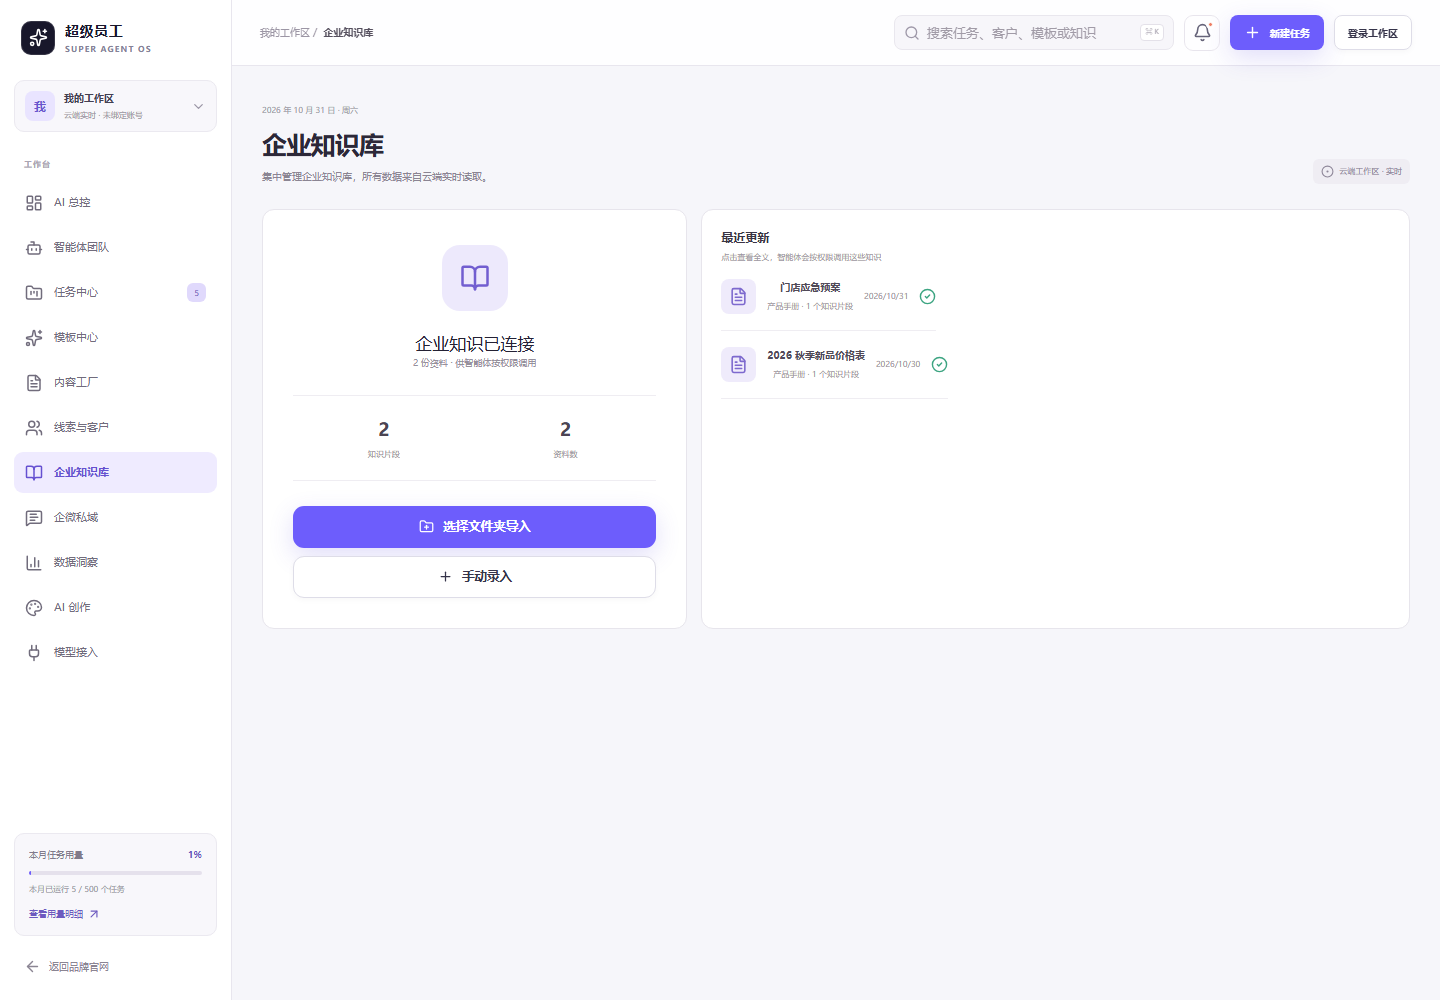 超级员工
SUPER AGENT OS
我
我的工作区
云端实时 · 未绑定账号
工作台
AI 总控
智能体团队
任务中心
5
模板中心
内容工厂
线索与客户
企业知识库
企微私域
数据洞察
AI 创作
模型接入
本月任务用量
1%
本月已运行 5 / 500 个任务
查看用量明细
返回品牌官网
我的工作区 / 企业知识库
搜索任务、客户、模板或知识
⌘ K
新建任务
登录工作区
2026 年 10 月 31 日 · 周六
企业知识库
集中管理企业知识库，所有数据来自云端实时读取。
云端工作区 · 实时
企业知识已连接
2 份资料 · 供智能体按权限调用
2
知识片段
2
资料数
选择文件夹导入
手动录入
最近更新
点击查看全文，智能体会按权限调用这些知识
门店应急预案
产品手册 · 1 个知识片段
2026/10/31
2026 秋季新品价格表
产品手册 · 1 个知识片段
2026/10/30